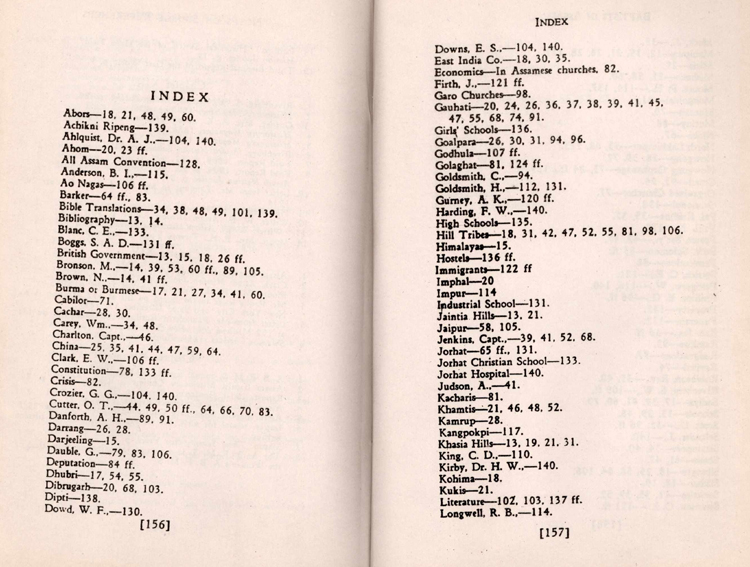 INDEX
Abors—18, 21, 48, 49, 60.
Achikni Ripeng—139.
Ahlquist, Dr. A. J.,—104, 140.
Ahom—20, 23 ff.
All Assam Convention—128.
Anderson, B. I.,—115.
Ao Nagas—106 ff.
Barker—64 ff., 83.
Bible Translations—34, 38, 48, 49, 101, 139.
Bibliography—13, 14.
Blanc, C. E.,—133.
Boggs, S. A. D.—131 ff.
British Government—13, 15, 18, 26 ff.
Bronson, M.,—14, 39, 53, 60 ff., 89, 105.
Brown, N.,—14, 41 ff.
Burma or Burmese—17, 21, 27, 34, 41, 60.
Cabilor—71.
Cachar—28, 30.
Carey, Wm.,—34, 48.
Charlton, Capt.,—46.
China—25, 35, 41, 44, 47, 59, 64.
Clark, E. W.,—106 ff.
Constitution—78, 133 ff.
Crisis—82.
Crozier, G. G.,—104, 140.
Cutter, O. T.,—44, 49, 50 ff., 64, 66, 70, 83.
Danforth, A. H.,—89, 91.
Darrang—26, 28.
Darjeeling—15.
Dauble, G.,—79, 83, 106.
Deputation—84 ff.
Dhubri—17, 54, 55.
Dibrugarh—20, 68, 103.
Dipti—138.
Dowd, W. F.,—130.
[156]
INDEX
Downs, E. S.,—104, 140.
East India Co.—18, 30, 35.
Economics—In Assamese churches, 82.
Firth, J.,—121 ff.
Garo Churches—98.
Gauhati—20, 24, 26, 36, 37, 38, 39, 41, 45,
47, 55, 68, 74, 91.
Girls' Schools—136.
Goalpara—26, 30, 31, 94, 96.
Godhula—107 ff.
Golaghat—81, 124 ff.
Goldsmith, C.,—94.
Goldsmith, H.,—112, 131.
Gurney, A. K.,—120 ff.
Harding, F. W.,—140.
High Schools—135.
Hill Tribes—18, 31, 42, 47, 52, 55, 81, 98, 106.
Himalayas—15.
Hostels—136 ff.
Immigrants—122 ff
Imphal—20
Impur—114
Industrial School—131.
Jaintia Hills—13, 21.
Jaipur—58, 105.
Jenkins, Capt.,—39, 41, 52, 68.
Jorhat—65 ff., 131.
Jorhat Christian School—133.
Jorhat Hospital—140.
Judson, A.,—41.
Kacharis—81.
Khamtis—21, 46, 48, 52.
Kamrup—28.
Kangpokpi—117.
Khasia Hills—13, 19, 21, 31.
King, C. D.,—110.
Kirby, Dr. H. W.,—140.
Kohima—18.
Kukis—21.
Literature—102, 103, 137 ff.
Longwell, R. B.,—114.
[157]